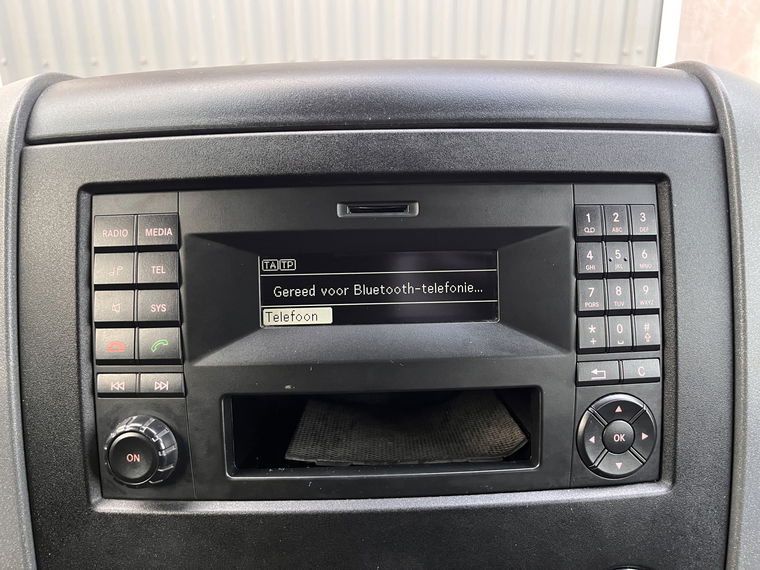 RADIO MEDIA
TEL
SYS
ON
TA TP
Gereed voor Bluetooth-telefonie...
Telefoon
1 2 ABC 3 DEF
4 GHI 5 JKL 6 MNO
7 PQRS 8 TUV 9 WXYZ
* + 0 #
C
OK